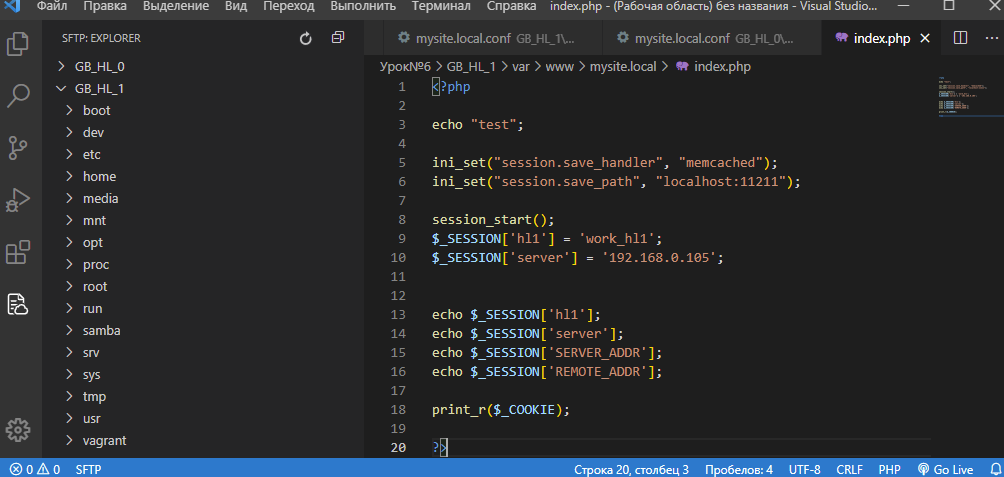 Файл Правка Выделение Вид Переход Выполнить Терминал Справка index.php - (Рабочая область) без названия - Visual Studio...
SFTP: EXPLORER
mysite.local.conf GB_HL_1\... mysite.local.conf GB_HL_0\... index.php
Урок№6 > GB_HL_1 > var > www > mysite.local > index.php
GB_HL_0
GB_HL_1
boot
dev
etc
home
media
mnt
opt
proc
root
run
samba
srv
sys
tmp
usr
vagrant
1 <?php
2
3 echo "test";
4
5 ini_set("session.save_handler", "memcached");
6 ini_set("session.save_path", "localhost:11211");
7
8 session_start();
9 $_SESSION['hl1'] = 'work_hl1';
10 $_SESSION['server'] = '192.168.0.105';
11
12
13 echo $_SESSION['hl1'];
14 echo $_SESSION['server'];
15 echo $_SESSION['SERVER_ADDR'];
16 echo $_SESSION['REMOTE_ADDR'];
17
18 print_r($_COOKIE);
19
20 ?>
0 0 SFTP Строка 20, столбец 3 Пробелов: 4 UTF-8 CRLF PHP Go Live